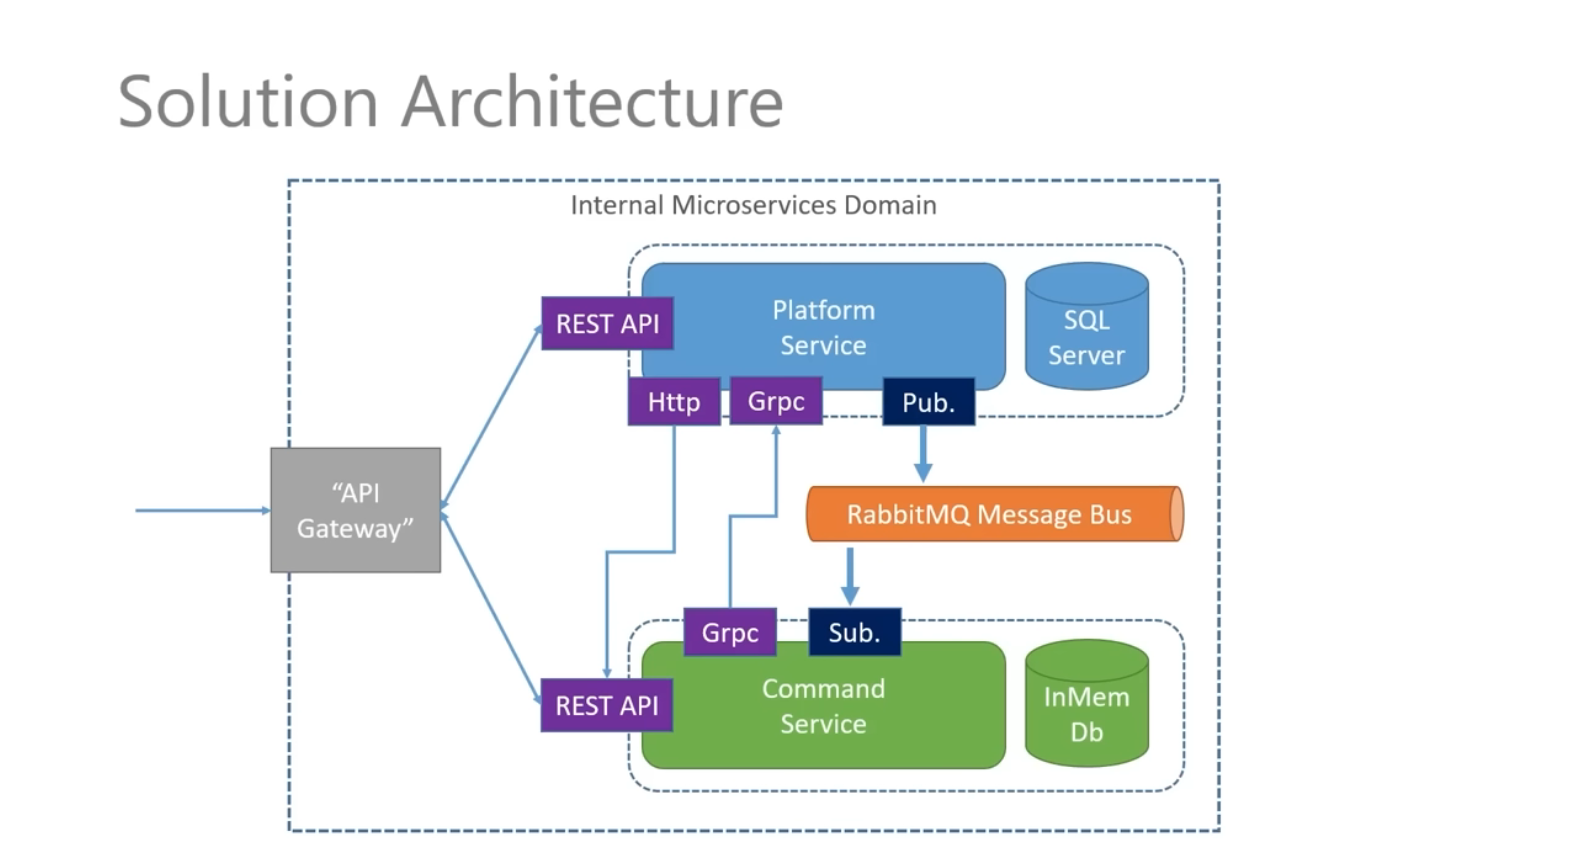 Solution Architecture
Internal Microservices Domain
REST API
Platform
Service
SQL
Server
Http
Grpc
Pub.
“API
Gateway”
RabbitMQ Message Bus
Grpc
Sub.
REST API
Command
Service
InMem
Db